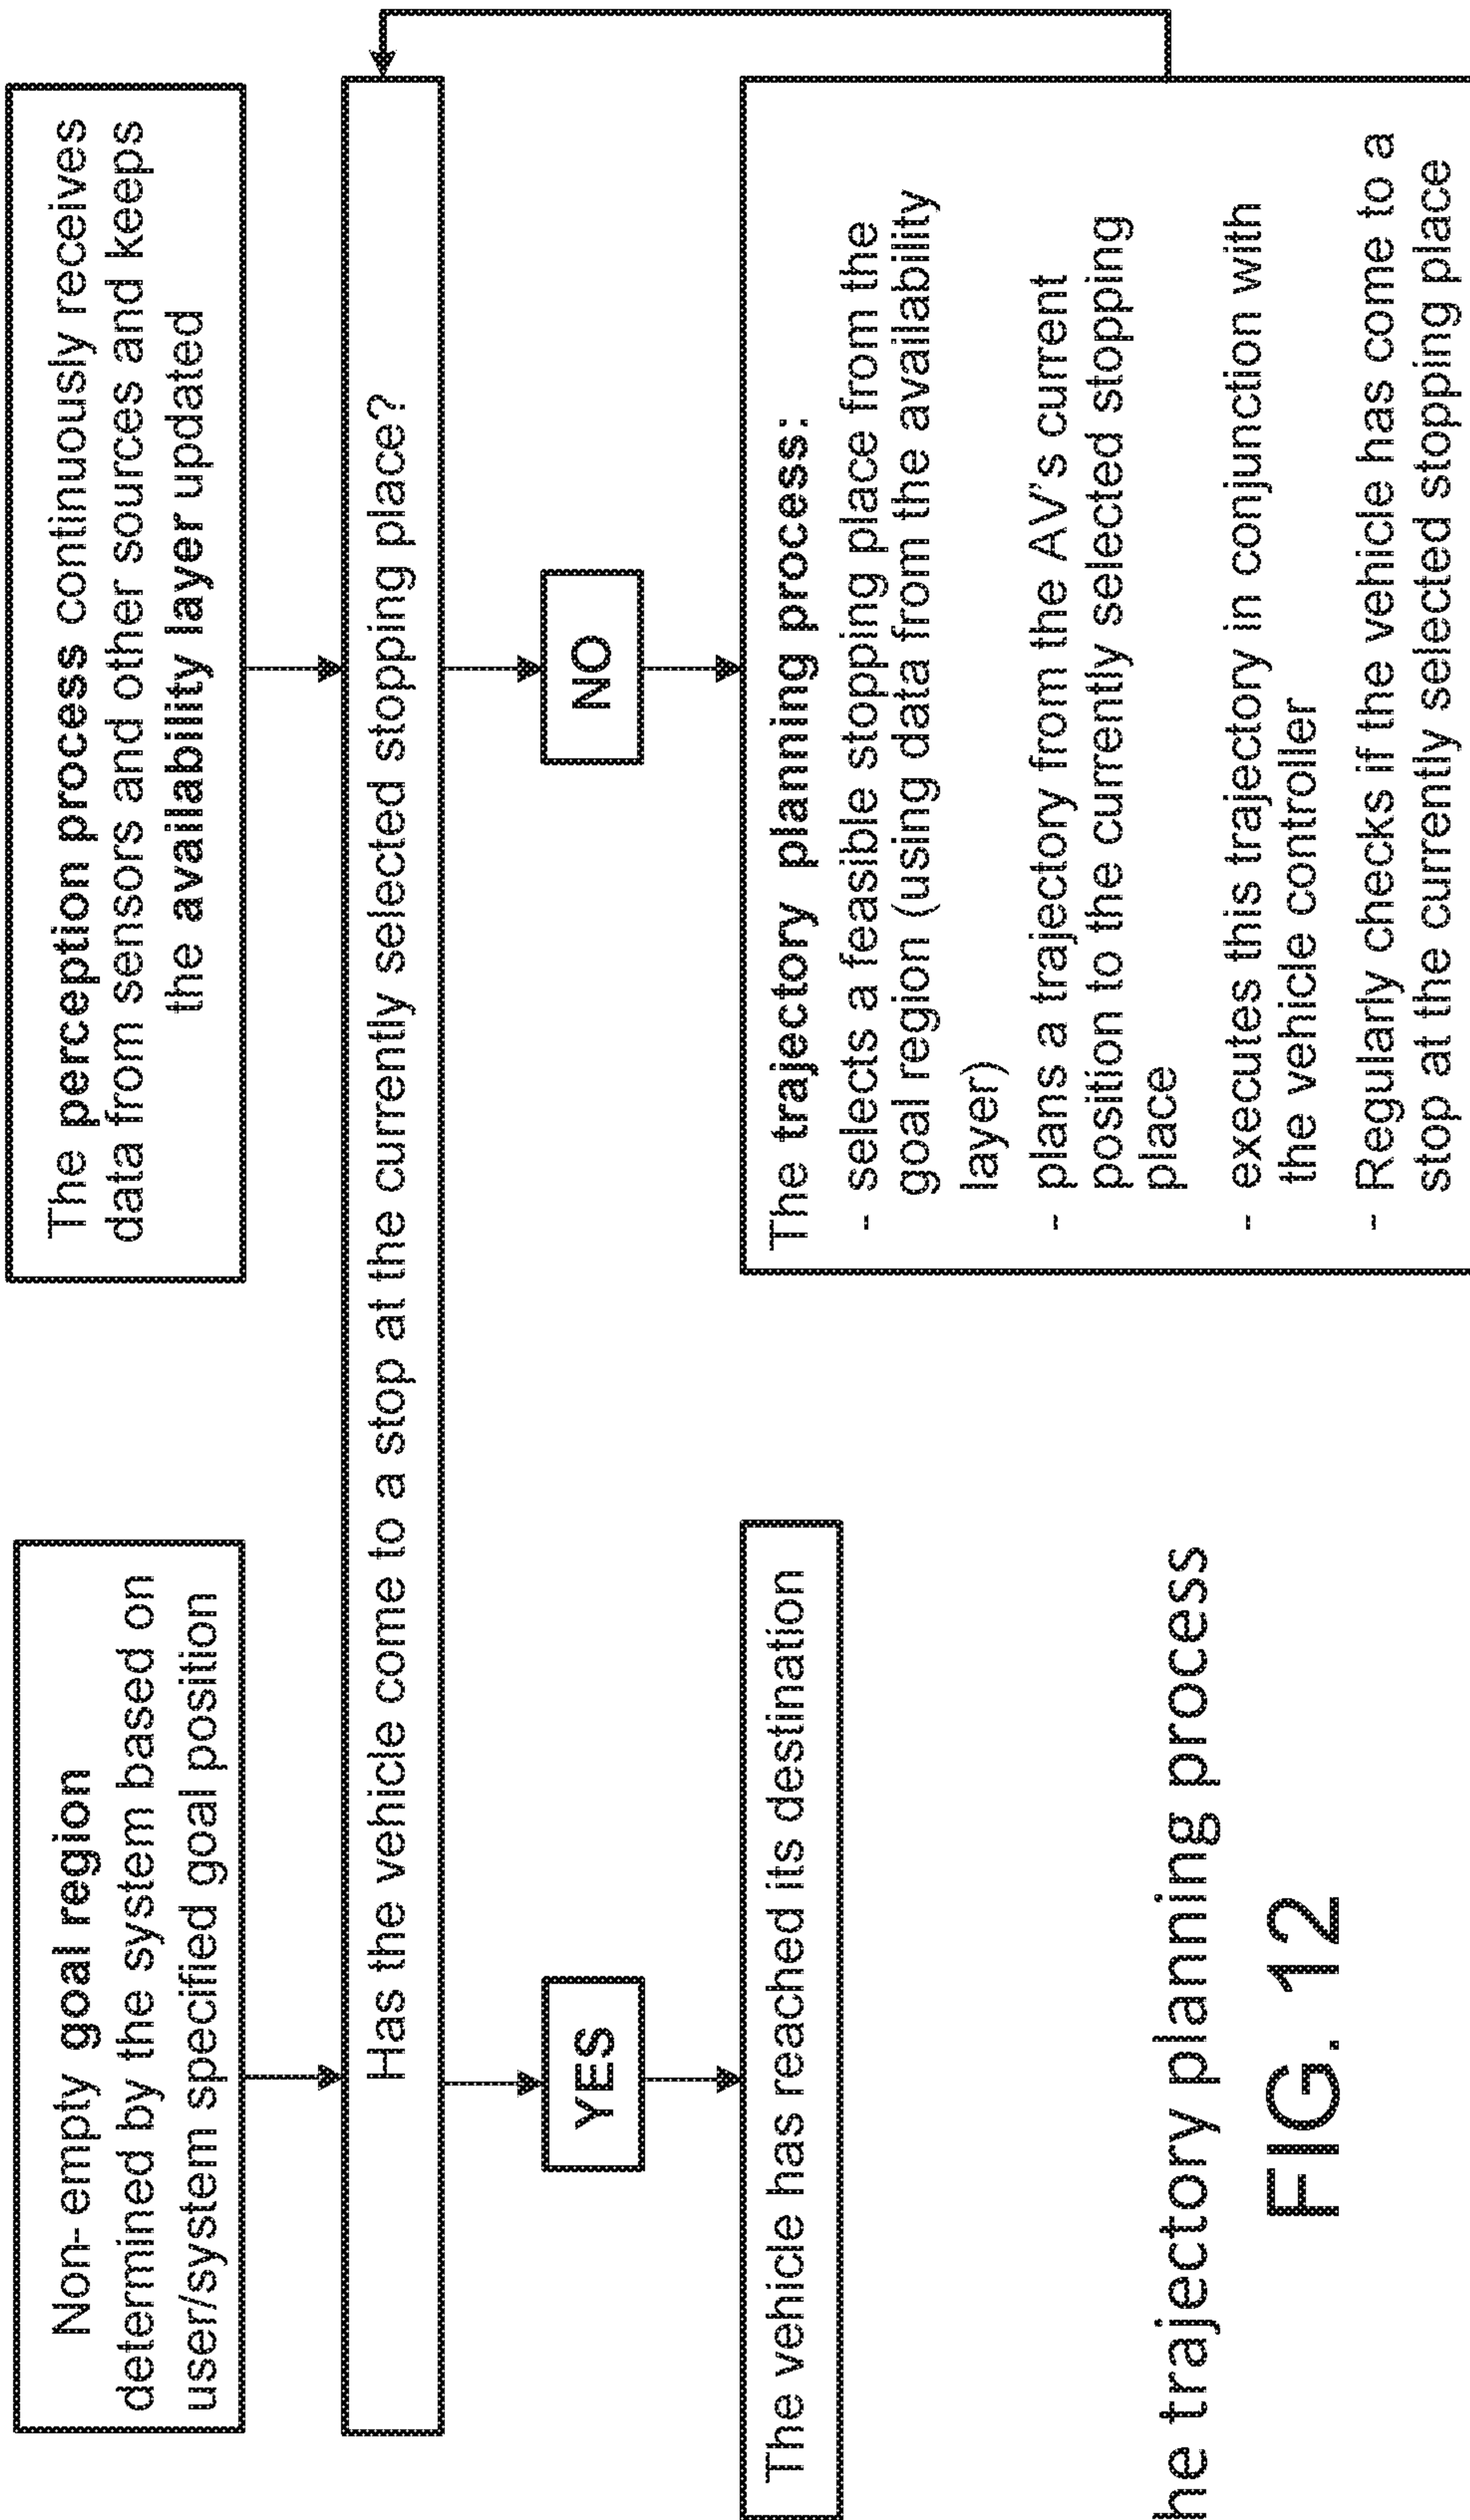 Non-empty goal region
determined by the system based on
user/system specified goal position
The perception process continuously receives
data from sensors and other sources and keeps
the availability layer updated
Has the vehicle come to a stop at the currently selected stopping place?
YES
NO
The vehicle has reached its destination
The trajectory planning process:
- selects a feasible stopping place from the
goal region (using data from the availability
layer)
- plans a trajectory from the AV's current
position to the currently selected stopping
place
- executes this trajectory in conjunction with
the vehicle controller
- Regularly checks if the vehicle has come to a
stop at the currently selected stopping place
he trajectory planning process
FIG. 12